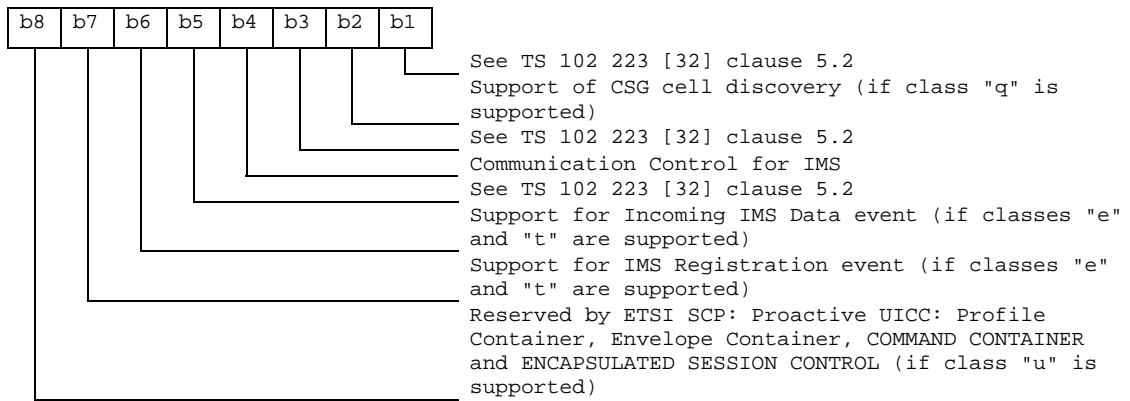 b8 b7 b6 b5 b4 b3 b2 b1
See TS 102 223 [32] clause 5.2
Support of CSG cell discovery (if class "q" is
supported)
See TS 102 223 [32] clause 5.2
Communication Control for IMS
See TS 102 223 [32] clause 5.2
Support for Incoming IMS Data event (if classes "e"
and "t" are supported)
Support for IMS Registration event (if classes "e"
and "t" are supported)
Reserved by ETSI SCP: Proactive UICC: Profile
Container, Envelope Container, COMMAND CONTAINER
and ENCAPSULATED SESSION CONTROL (if class "u" is
supported)